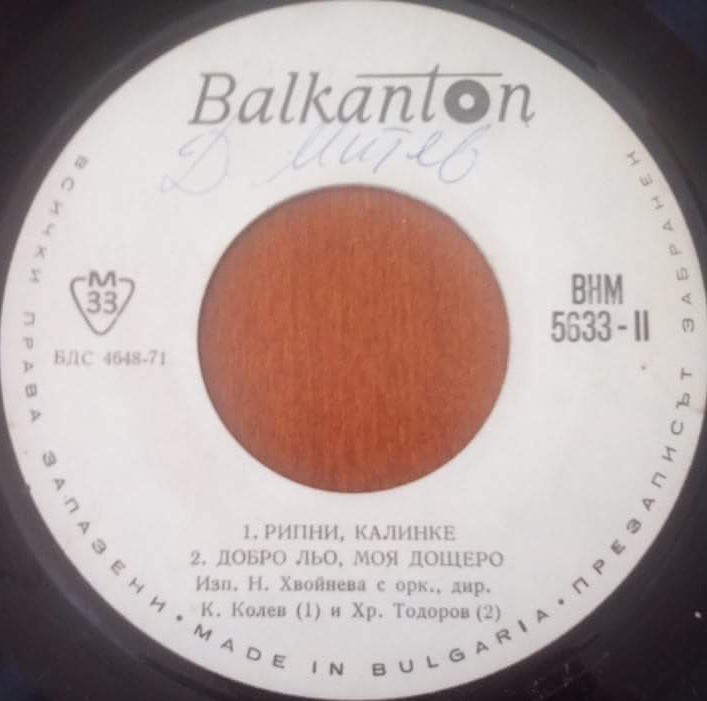 Balkanton
Д Митев
M
33
БДС 4648-71
ВНМ
5633-II
1. РИПНИ, КАЛИНКЕ
2. ДОБРО ЛЬО, МОЯ ДОЩЕРО
Изп. Н. Хвойнева с орк., дир.
К. Колев (1) и Хр. Тодоров (2)
ВСИЧКИ ПРАВА ЗАПАЗЕНИ • MADE IN BULGARIA • ПРЕЗАПИСЪТ ЗАБРАНЕН